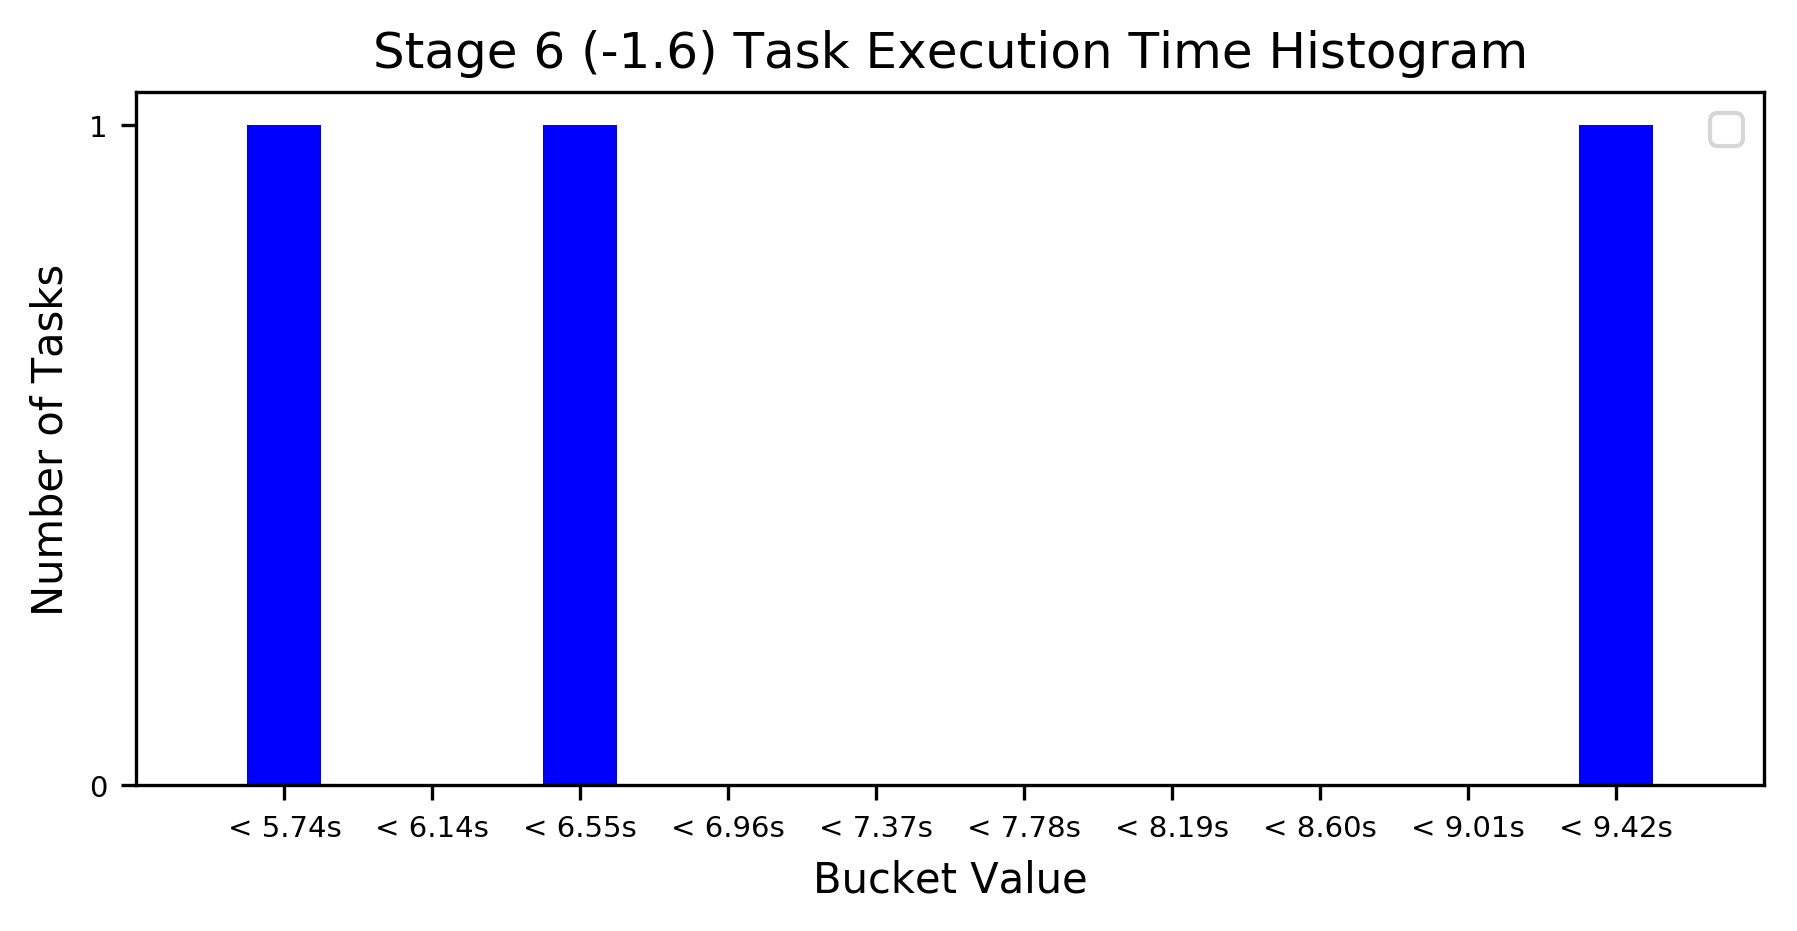 Stage 6 (-1.6) Task Execution Time Histogram
1
Number of Tasks
0
< 5.74s < 6.14s < 6.55s < 6.96s < 7.37s < 7.78s < 8.19s < 8.60s < 9.01s < 9.42s
Bucket Value